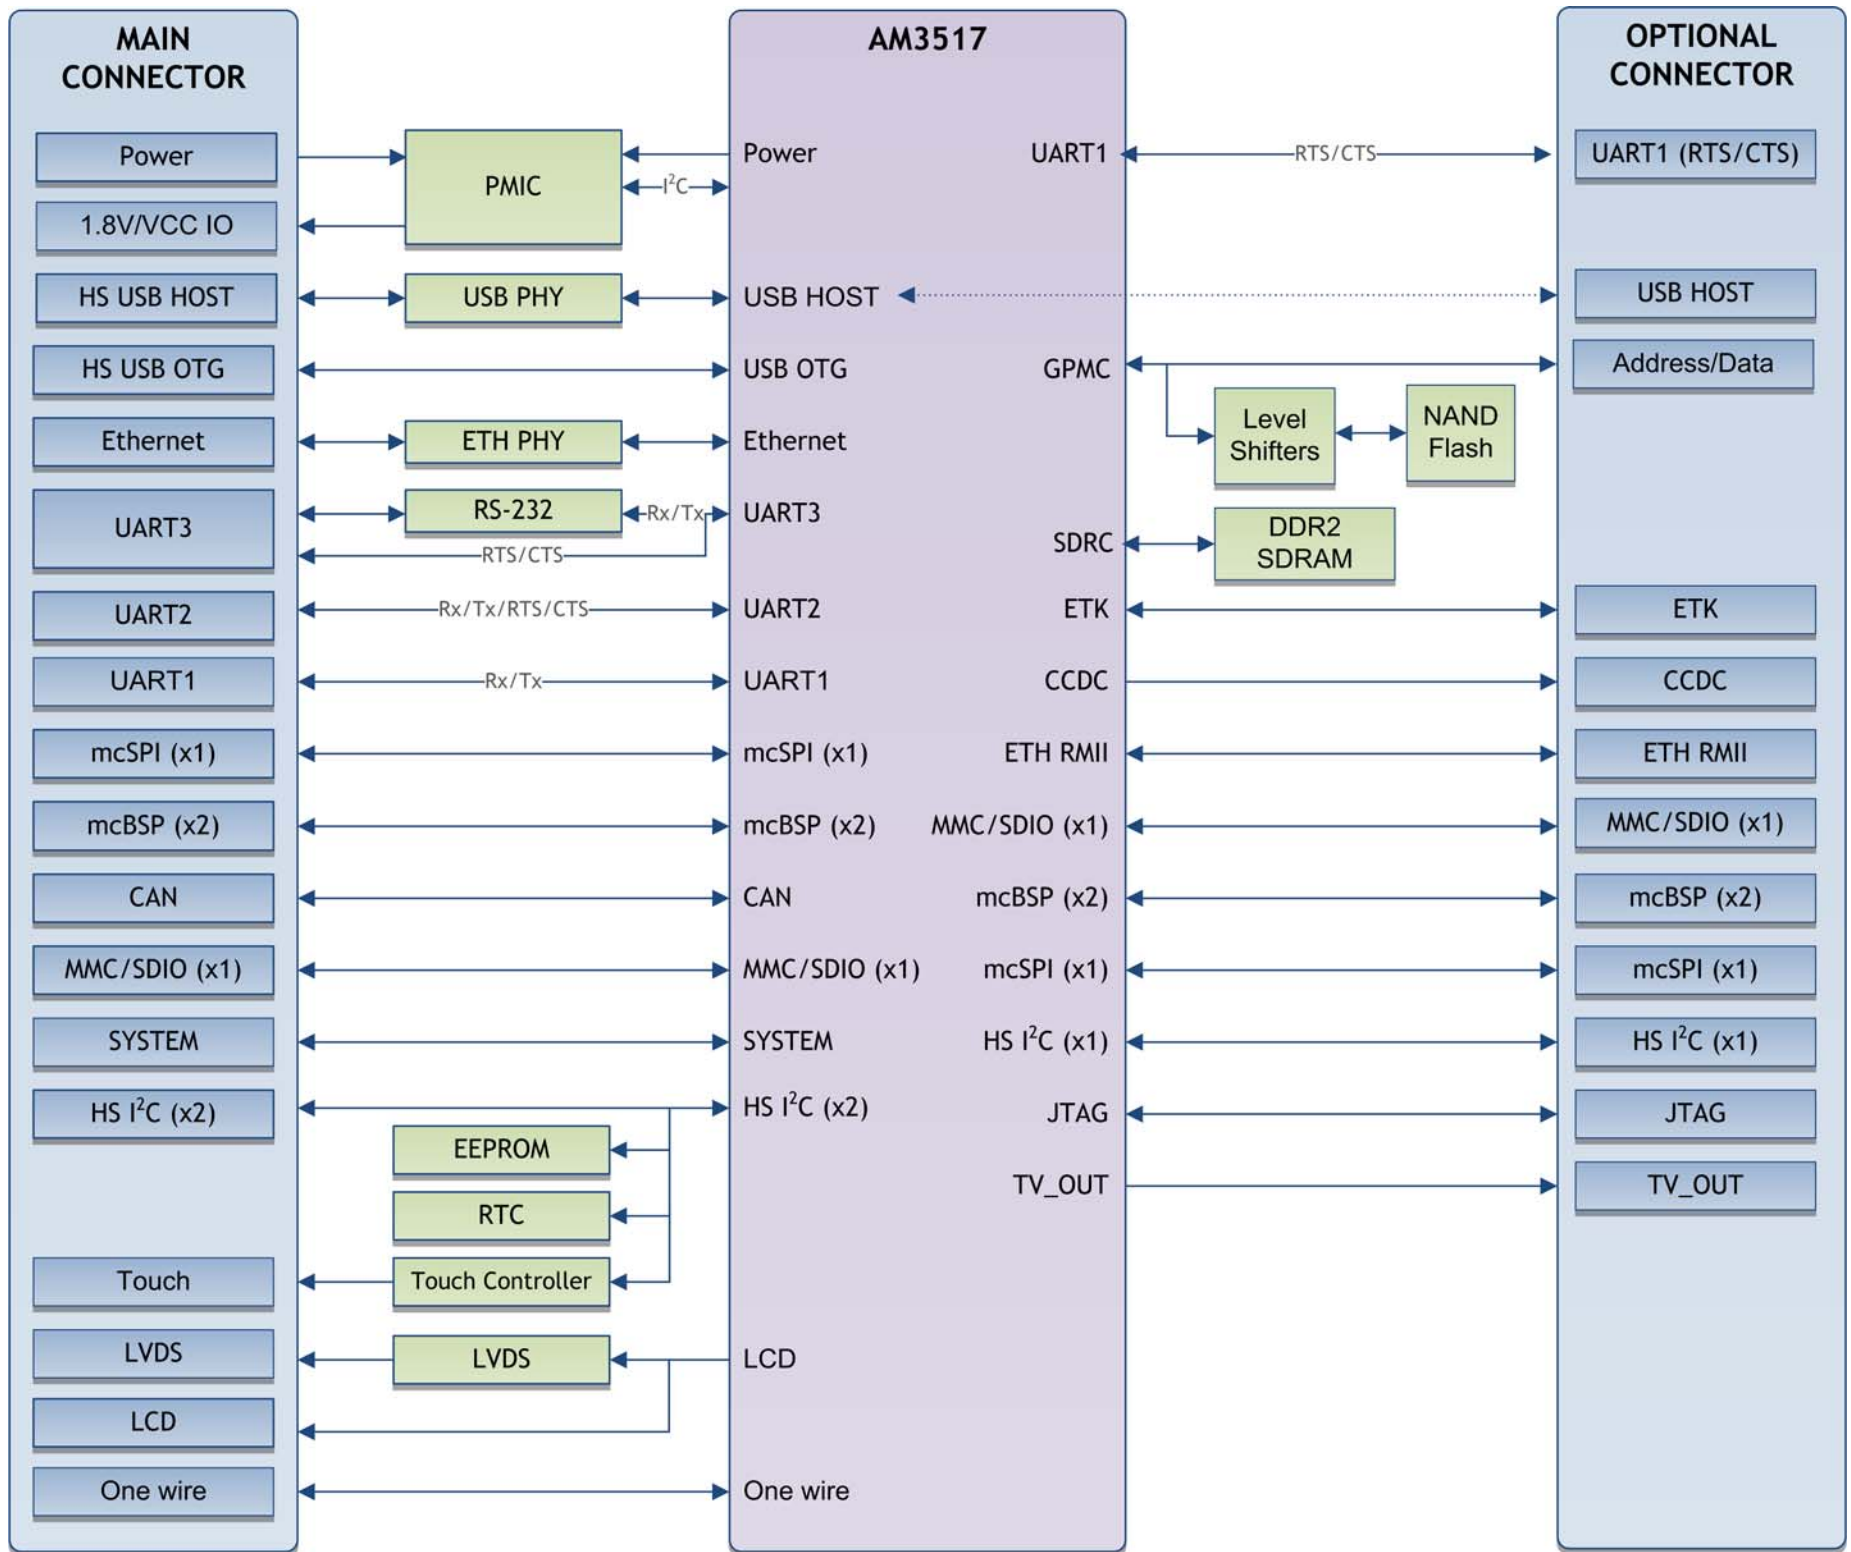 MAIN
CONNECTOR
Power
1.8V/VCC IO
HS USB HOST
HS USB OTG
Ethernet
UART3
UART2
UART1
mcSPI (x1)
mcBSP (x2)
CAN
MMC/SDIO (x1)
SYSTEM
HS I²C (x2)
Touch
LVDS
LCD
One wire
PMIC
I²C
USB PHY
ETH PHY
RS-232
Rx/Tx
RTS/CTS
Rx/Tx/RTS/CTS
Rx/Tx
EEPROM
RTC
Touch Controller
LVDS
AM3517
Power
USB HOST
USB OTG
Ethernet
UART3
UART2
UART1
mcSPI (x1)
mcBSP (x2)
CAN
MMC/SDIO (x1)
SYSTEM
HS I²C (x2)
LCD
One wire
UART1
GPMC
SDRC
ETK
CCDC
ETH RMII
MMC/SDIO (x1)
mcBSP (x2)
mcSPI (x1)
HS I²C (x1)
JTAG
TV_OUT
RTS/CTS
Level
Shifters
NAND
Flash
DDR2
SDRAM
OPTIONAL
CONNECTOR
UART1 (RTS/CTS)
USB HOST
Address/Data
ETK
CCDC
ETH RMII
MMC/SDIO (x1)
mcBSP (x2)
mcSPI (x1)
HS I²C (x1)
JTAG
TV_OUT